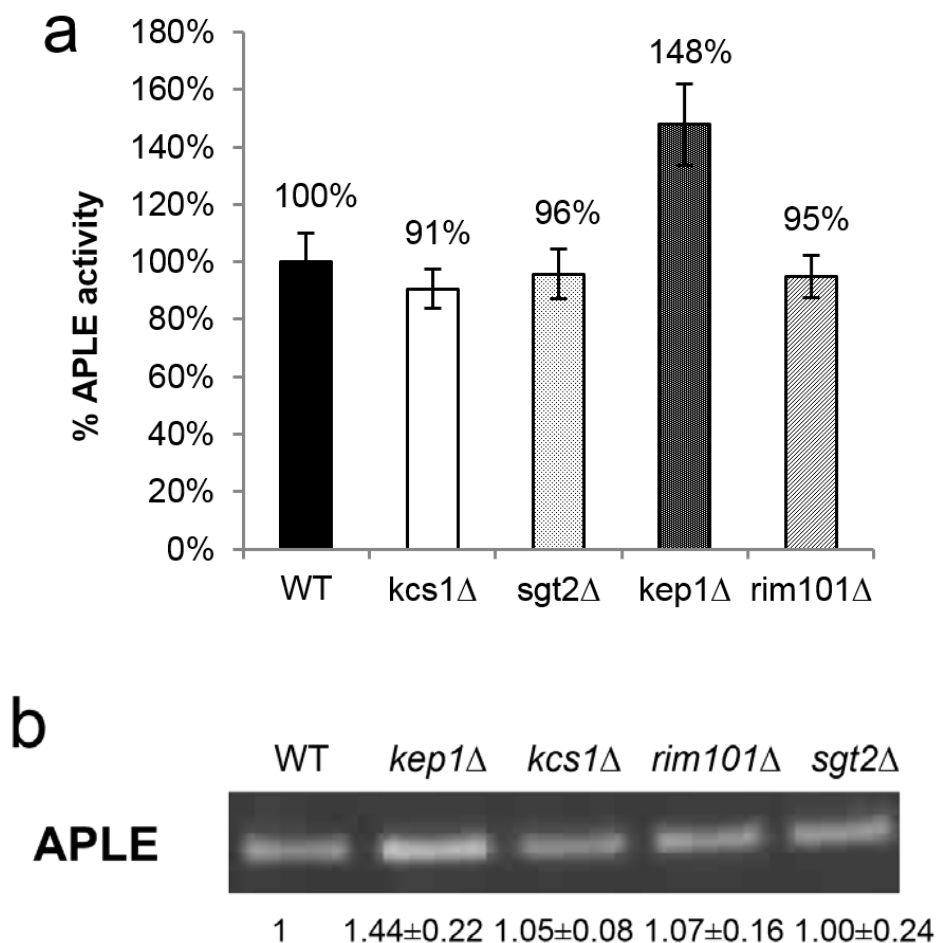 a
% APLE activity
180%
160%
140%
120%
100%
80%
60%
40%
20%
0%
100%
91%
96%
148%
95%
WT kcs1Δ sgt2Δ kep1Δ rim101Δ
b
WT kep1Δ kcs1Δ rim101Δ sgt2Δ
APLE
1 1.44±0.22 1.05±0.08 1.07±0.16 1.00±0.24